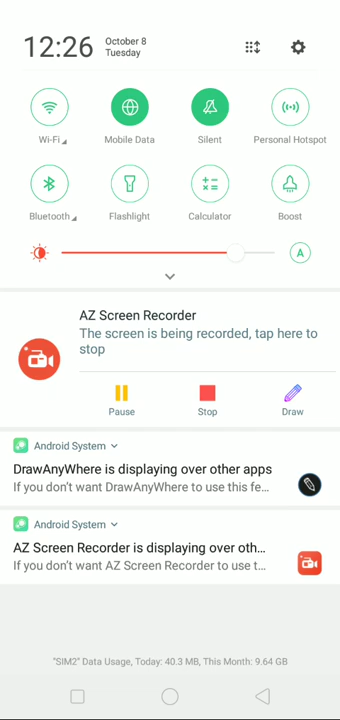 12:26
October 8
Tuesday
Wi-Fi
Mobile Data
Silent
Personal Hotspot
Bluetooth
Flashlight
Calculator
Boost
A
AZ Screen Recorder
The screen is being recorded, tap here to
stop
Pause
Stop
Draw
Android System
DrawAnyWhere is displaying over other apps
If you don't want DrawAnyWhere to use this fe…
Android System
AZ Screen Recorder is displaying over oth…
If you don't want AZ Screen Recorder to use t…
"SIM2" Data Usage, Today: 40.3 MB, This Month: 9.64 GB